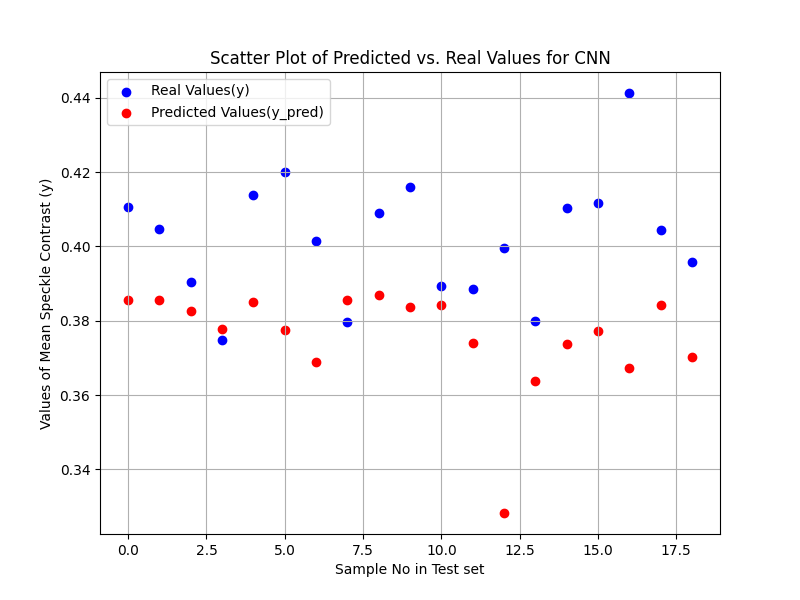 Scatter Plot of Predicted vs. Real Values for CNN
Real Values(y)
Predicted Values(y_pred)
Values of Mean Speckle Contrast (y)
0.44
0.42
0.40
0.38
0.36
0.34
0.0 2.5 5.0 7.5 10.0 12.5 15.0 17.5
Sample No in Test set